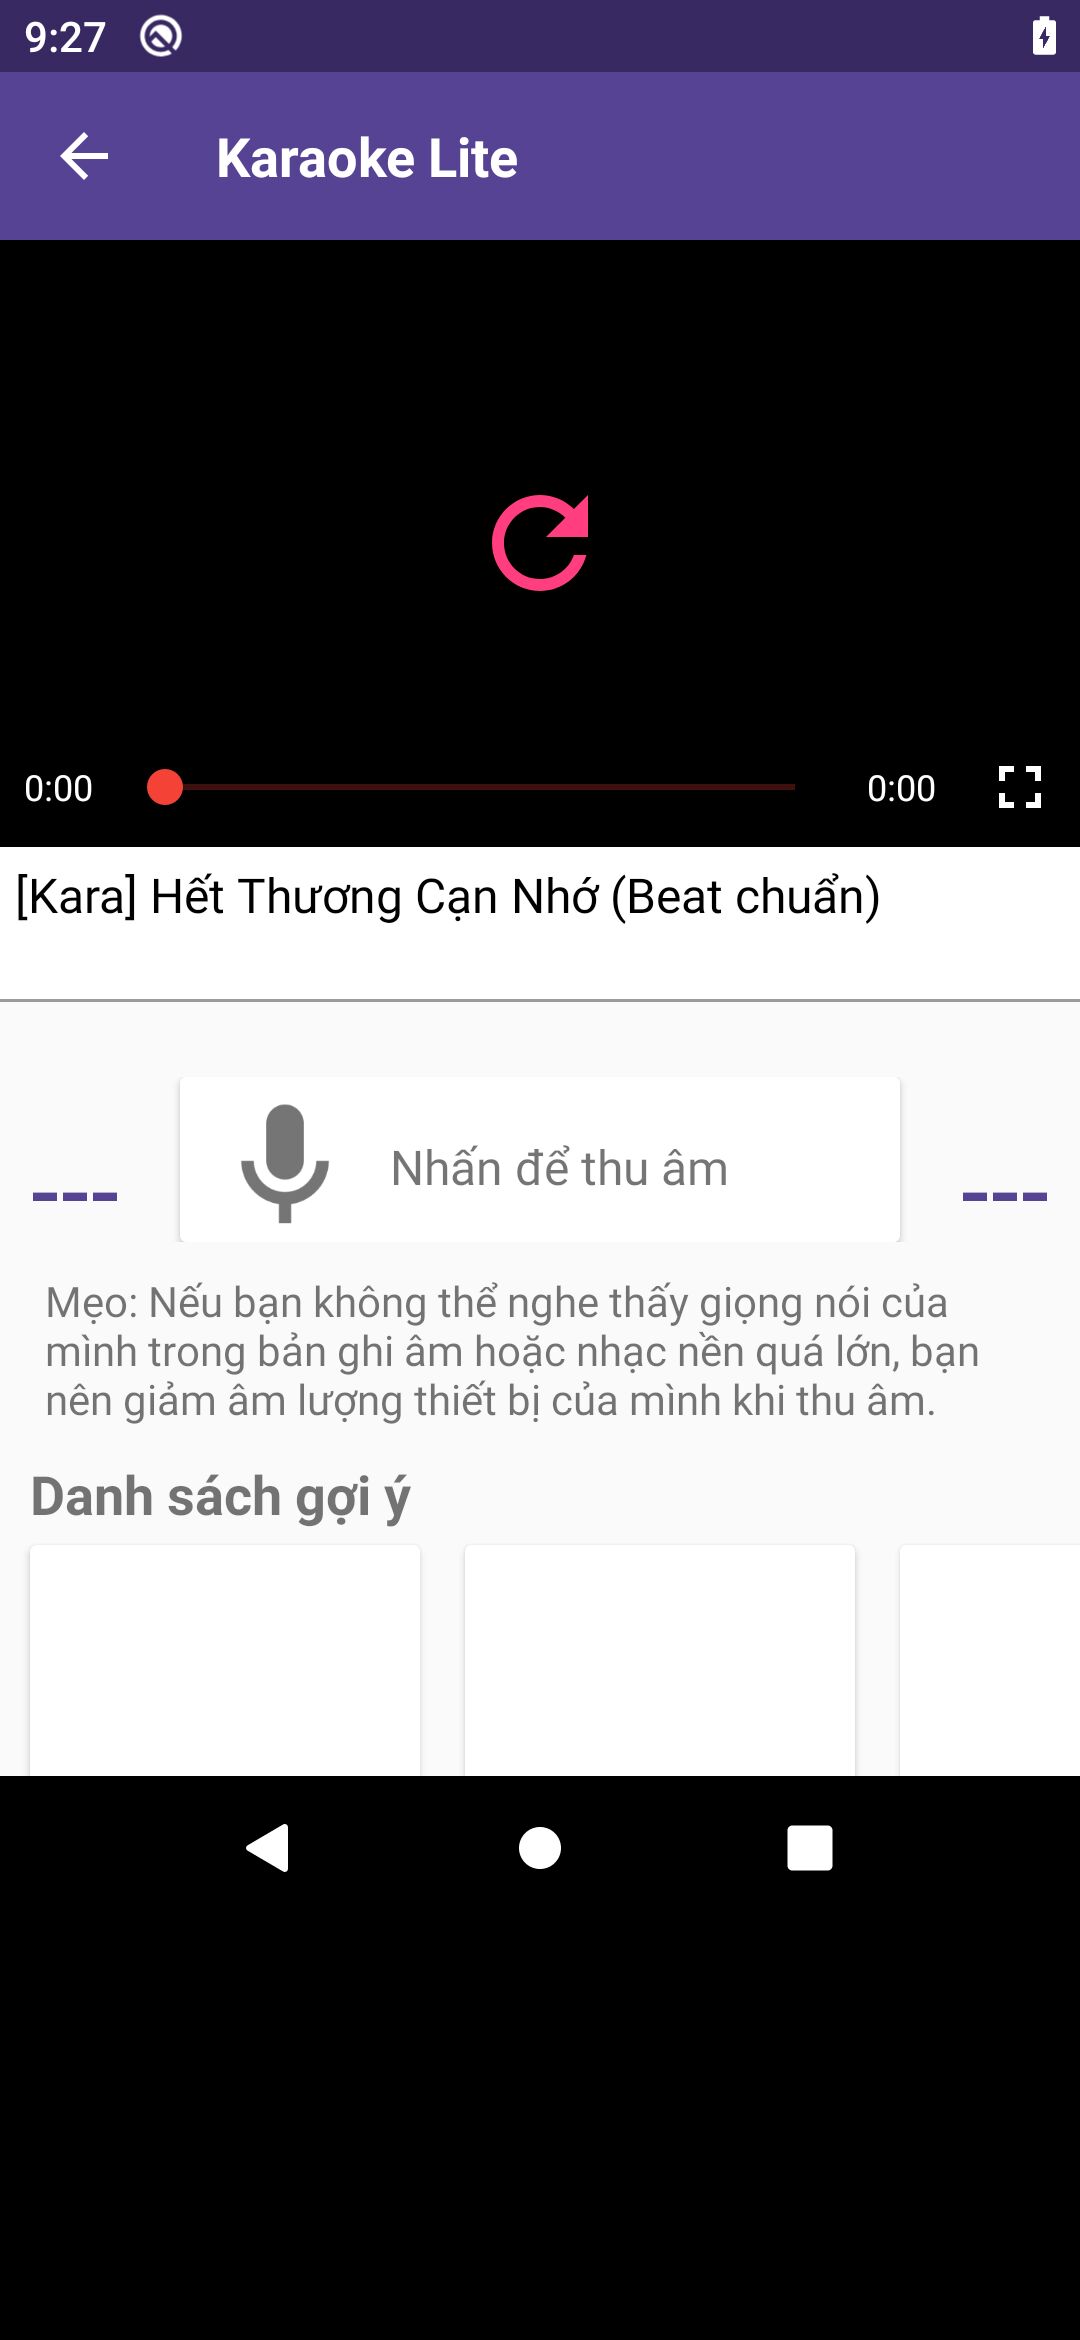 9:27
Karaoke Lite
0:00
0:00
[Kara] Hết Thương Cạn Nhớ (Beat chuẩn)
Nhấn để thu âm
---
---
Mẹo: Nếu bạn không thể nghe thấy giọng nói của
mình trong bản ghi âm hoặc nhạc nền quá lớn, bạn
nên giảm âm lượng thiết bị của mình khi thu âm.
Danh sách gợi ý